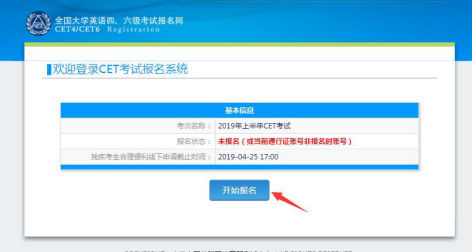 全国大学英语四、六级考试报名网
CET4/CET6 Registration
欢迎登录CET考试报名系统
基本信息
考次名称： 2019年上半年CET考试
报名状态： 未报名（或当前通行证账号非报名时账号）
残疾考生合理便利线下申请截止时间： 2019-04-25 17:00
开始报名